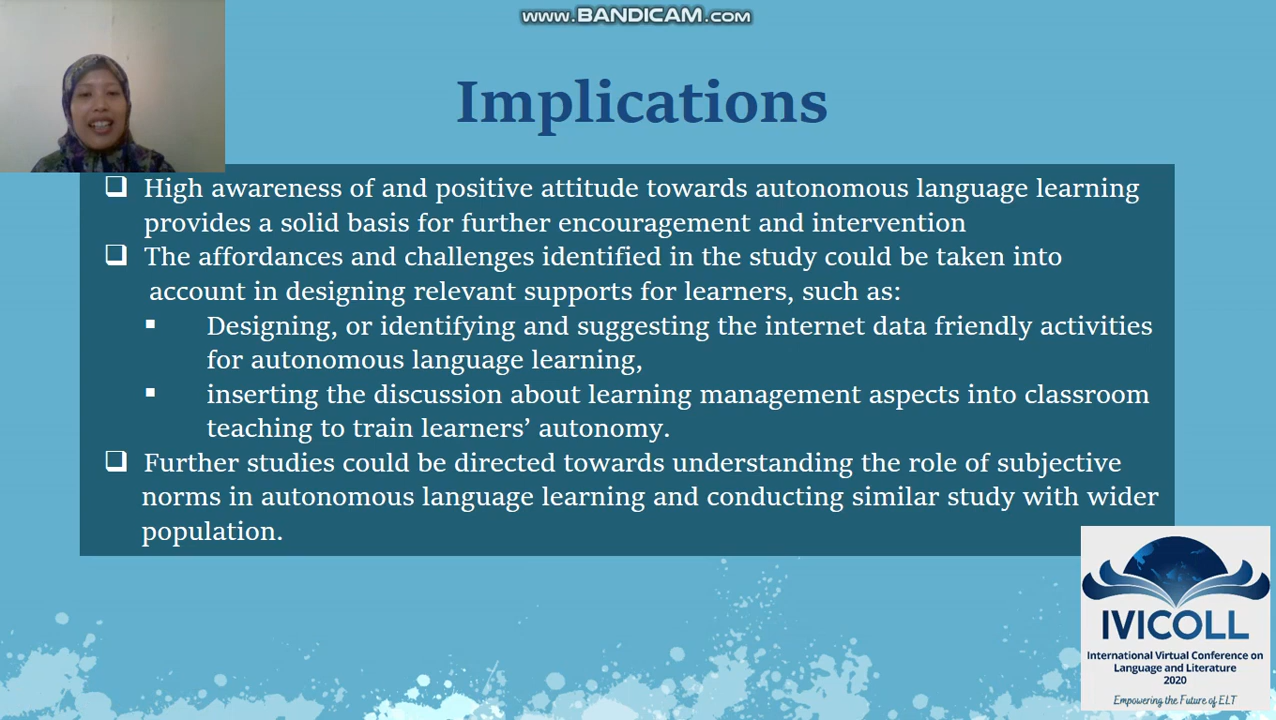 WWW.BANDICAM.COM
Implications
High awareness of and positive attitude towards autonomous language learning
provides a solid basis for further encouragement and intervention
The affordances and challenges identified in the study could be taken into
account in designing relevant supports for learners, such as:
Designing, or identifying and suggesting the internet data friendly activities
for autonomous language learning,
inserting the discussion about learning management aspects into classroom
teaching to train learners’ autonomy.
Further studies could be directed towards understanding the role of subjective
norms in autonomous language learning and conducting similar study with wider
population.
IVICOLL
International Virtual Conference on
Language and Literature
2020
Empowering the Future of ELT